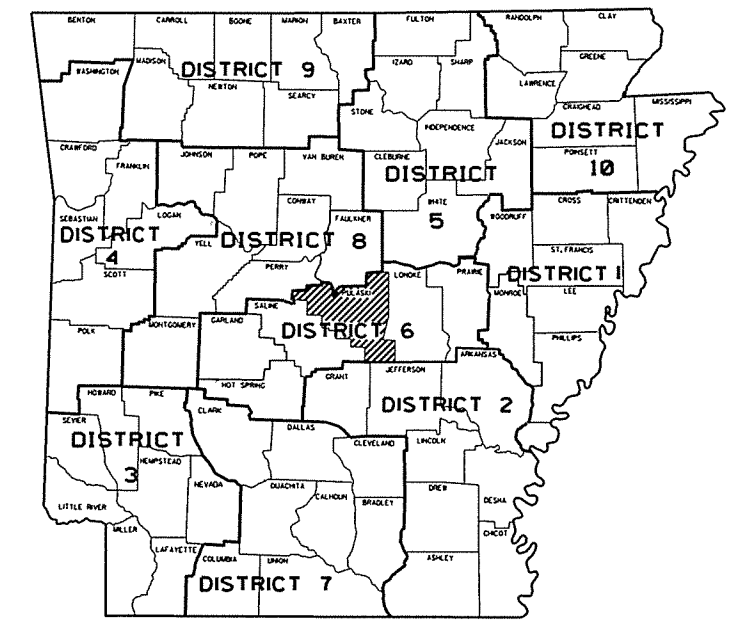 BENTON
CARROLL
BOONE
MARION
BAXTER
FULTON
RANDOLPH
CLAY
WASHINGTON
MADISON
DISTRICT 9
NEWTON
SEARCY
IZARD
SHARP
LAWRENCE
GREENE
STONE
INDEPENDENCE
JACKSON
CRAIGHEAD
MISSISSIPPI
DISTRICT
10
POINSETT
CRAWFORD
FRANKLIN
JOHNSON
POPE
VAN BUREN
CLEBURNE
DISTRICT
5
WHITE
WOODRUFF
CROSS
CRITTENDEN
SEBASTIAN
LOGAN
DISTRICT
4
SCOTT
YELL
CONWAY
FAULKNER
DISTRICT 8
PERRY
ST. FRANCIS
DISTRICT 1
LEE
MONROE
PHILLIPS
POLK
MONTGOMERY
GARLAND
SALINE
PULASKI
LONOKE
PRAIRIE
DISTRICT 6
HOT SPRING
GRANT
JEFFERSON
ARKANSAS
DISTRICT 2
HOWARD
PIKE
CLARK
SEVIER
DISTRICT
3
HEMPSTEAD
NEVADA
DALLAS
CLEVELAND
LINCOLN
LITTLE RIVER
MILLER
LAFAYETTE
OUACHITA
CALHOUN
BRADLEY
DREW
DESHA
CHICOT
COLUMBIA
UNION
ASHLEY
DISTRICT 7